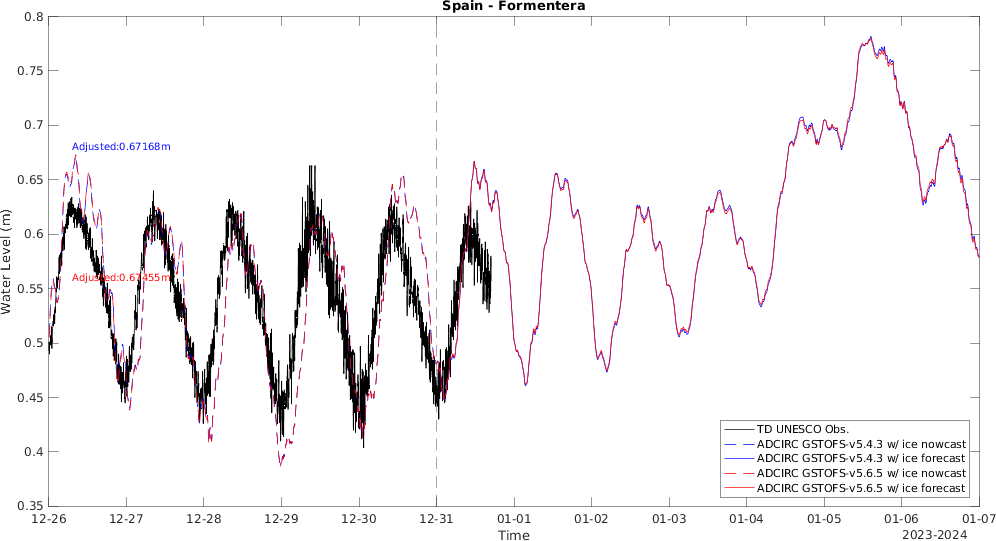 Spain - Formentera
0.8
0.75
0.7
0.65
0.6
0.55
0.5
0.45
0.4
0.35
Water Level (m)
Adjusted:0.67168m
Adjusted:0.67455m
TD UNESCO Obs.
ADCIRC GSTOFS-v5.4.3 w/ ice nowcast
ADCIRC GSTOFS-v5.4.3 w/ ice forecast
ADCIRC GSTOFS-v5.6.5 w/ ice nowcast
ADCIRC GSTOFS-v5.6.5 w/ ice forecast
12-26 12-27 12-28 12-29 12-30 12-31 01-01 01-02 01-03 01-04 01-05 01-06 01-07
Time
2023-2024